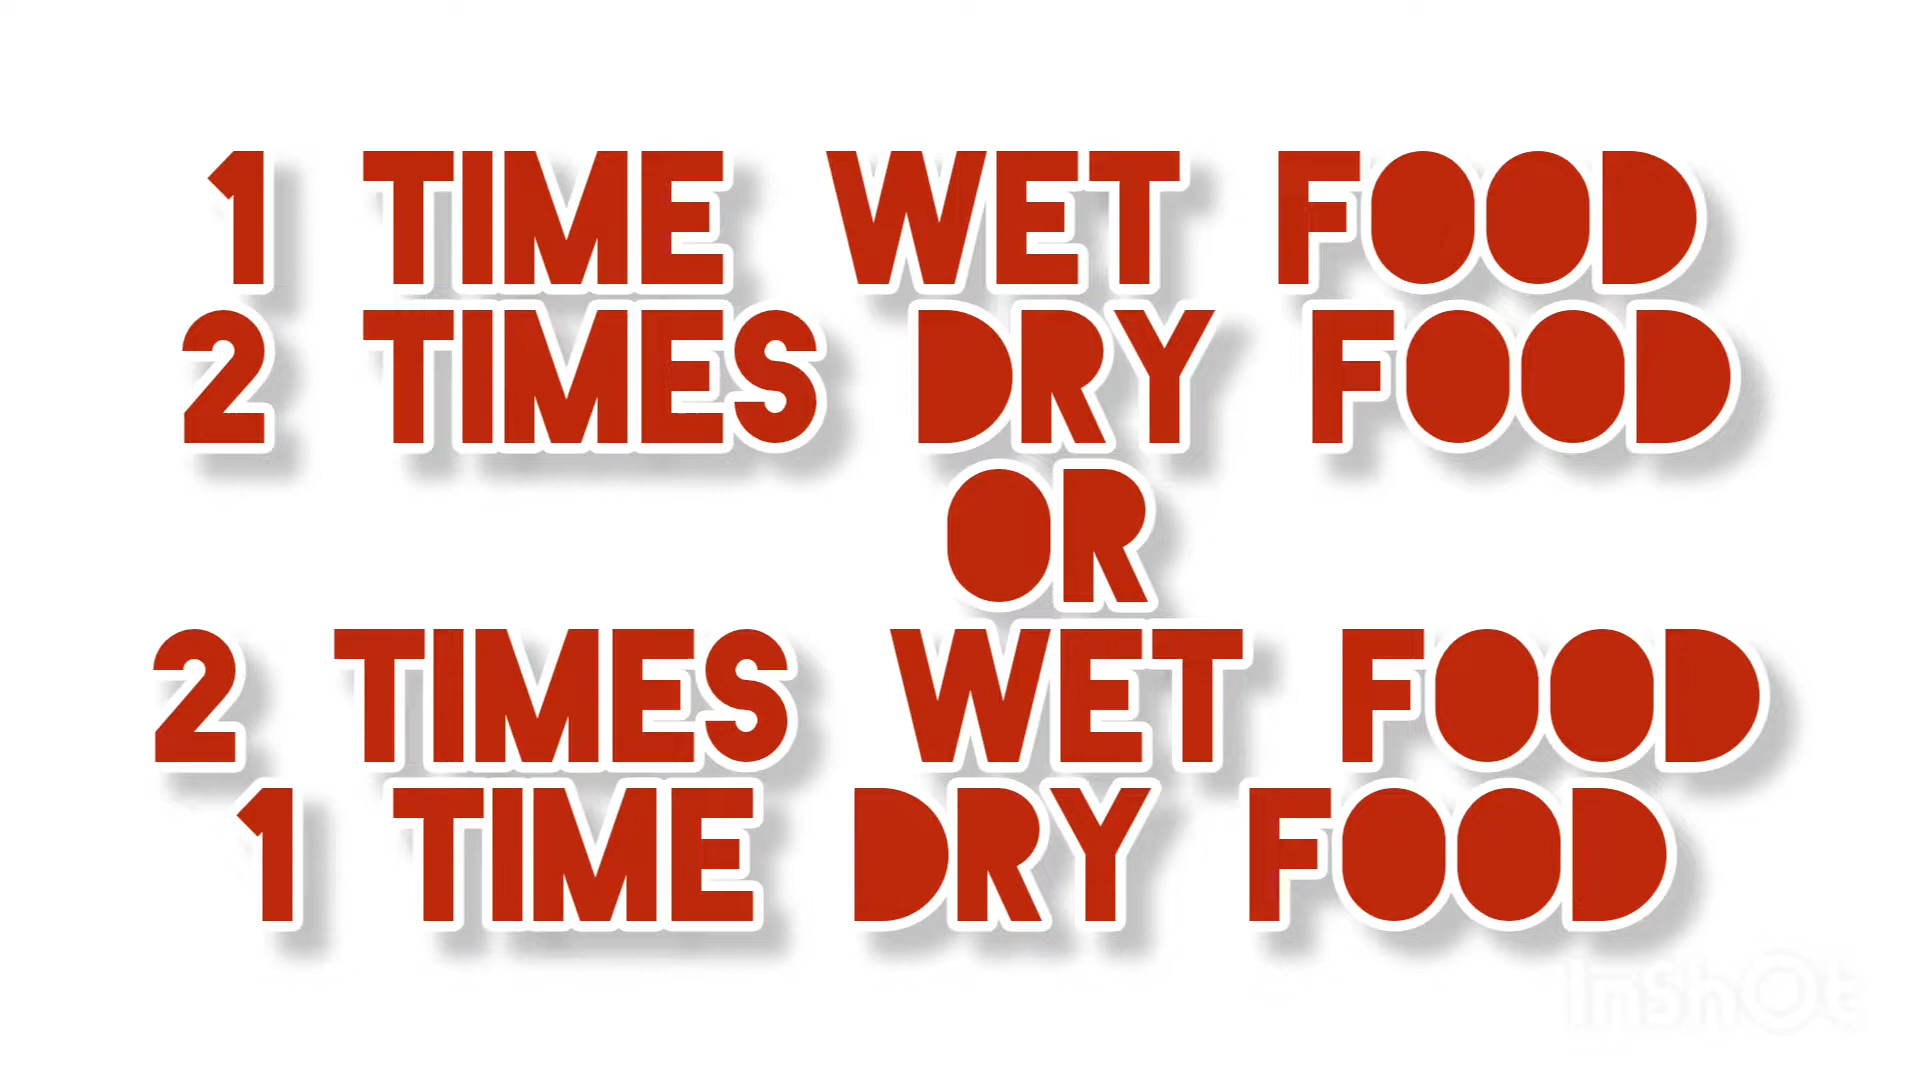 1 TIME WET FOOD
2 TIMES DRY FOOD
OR
2 TIMES WET FOOD
1 TIME DRY FOOD
InShOt